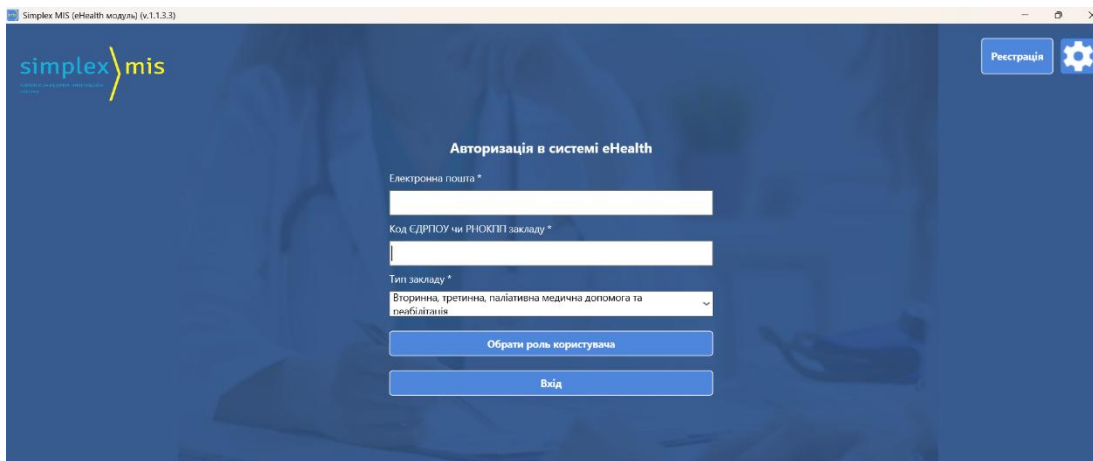 Simplex MIS (eHealth модуль) (v.1.1.3.3)
simplex mis
Реєстрація
Авторизація в системі eHealth
Електронна пошта *
Код ЄДРПОУ чи РНОКПП закладу *
Тип закладу *
Вторинна, третинна, паліативна медична допомога та
реабілітація
Обрати роль користувача
Вхід